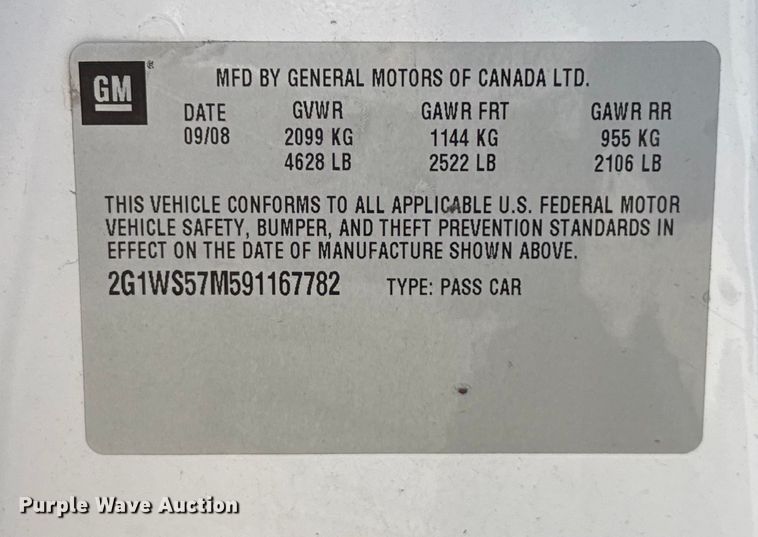 GM
MFD BY GENERAL MOTORS OF CANADA LTD.
DATE GVWR GAWR FRT GAWR RR
09/08 2099 KG 1144 KG 955 KG
4628 LB 2522 LB 2106 LB
THIS VEHICLE CONFORMS TO ALL APPLICABLE U.S. FEDERAL MOTOR
VEHICLE SAFETY, BUMPER, AND THEFT PREVENTION STANDARDS IN
EFFECT ON THE DATE OF MANUFACTURE SHOWN ABOVE.
2G1WS57M591167782 TYPE: PASS CAR
Purple Wave Auction